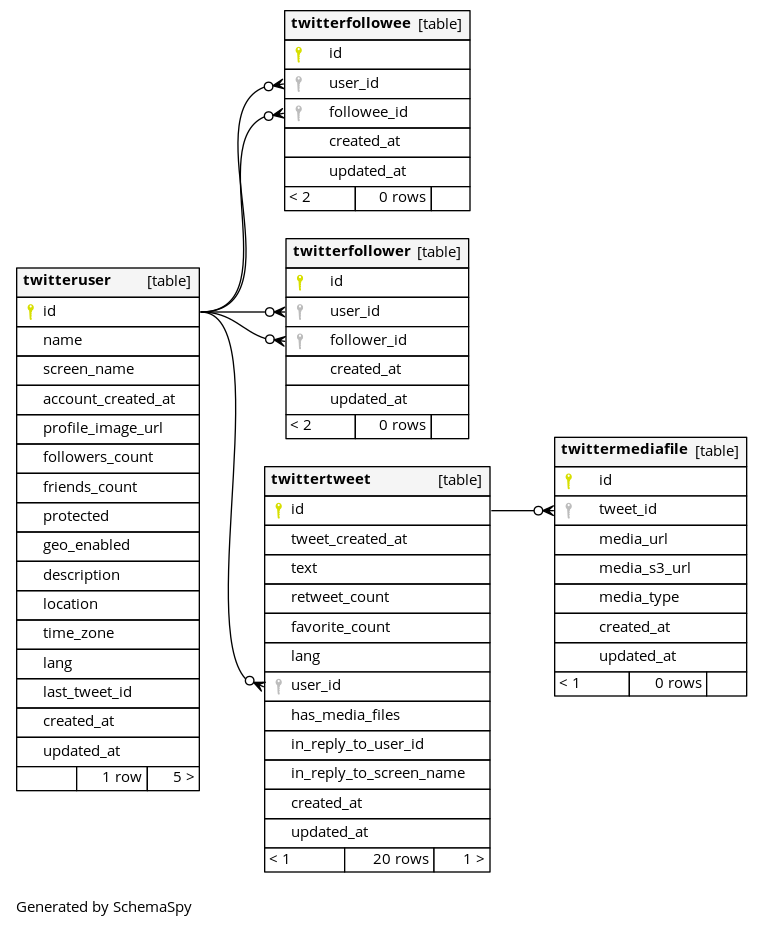 twitterfollowee [table]
id
user_id
followee_id
created_at
updated_at
< 2 0 rows
twitterfollower [table]
id
user_id
follower_id
created_at
updated_at
< 2 0 rows
twitteruser [table]
id
name
screen_name
account_created_at
profile_image_url
followers_count
friends_count
protected
geo_enabled
description
location
time_zone
lang
last_tweet_id
created_at
updated_at
1 row 5 >
twittertweet [table]
id
tweet_created_at
text
retweet_count
favorite_count
lang
user_id
has_media_files
in_reply_to_user_id
in_reply_to_screen_name
created_at
updated_at
< 1 20 rows 1 >
twittermediafile [table]
id
tweet_id
media_url
media_s3_url
media_type
created_at
updated_at
< 1 0 rows
Generated by SchemaSpy